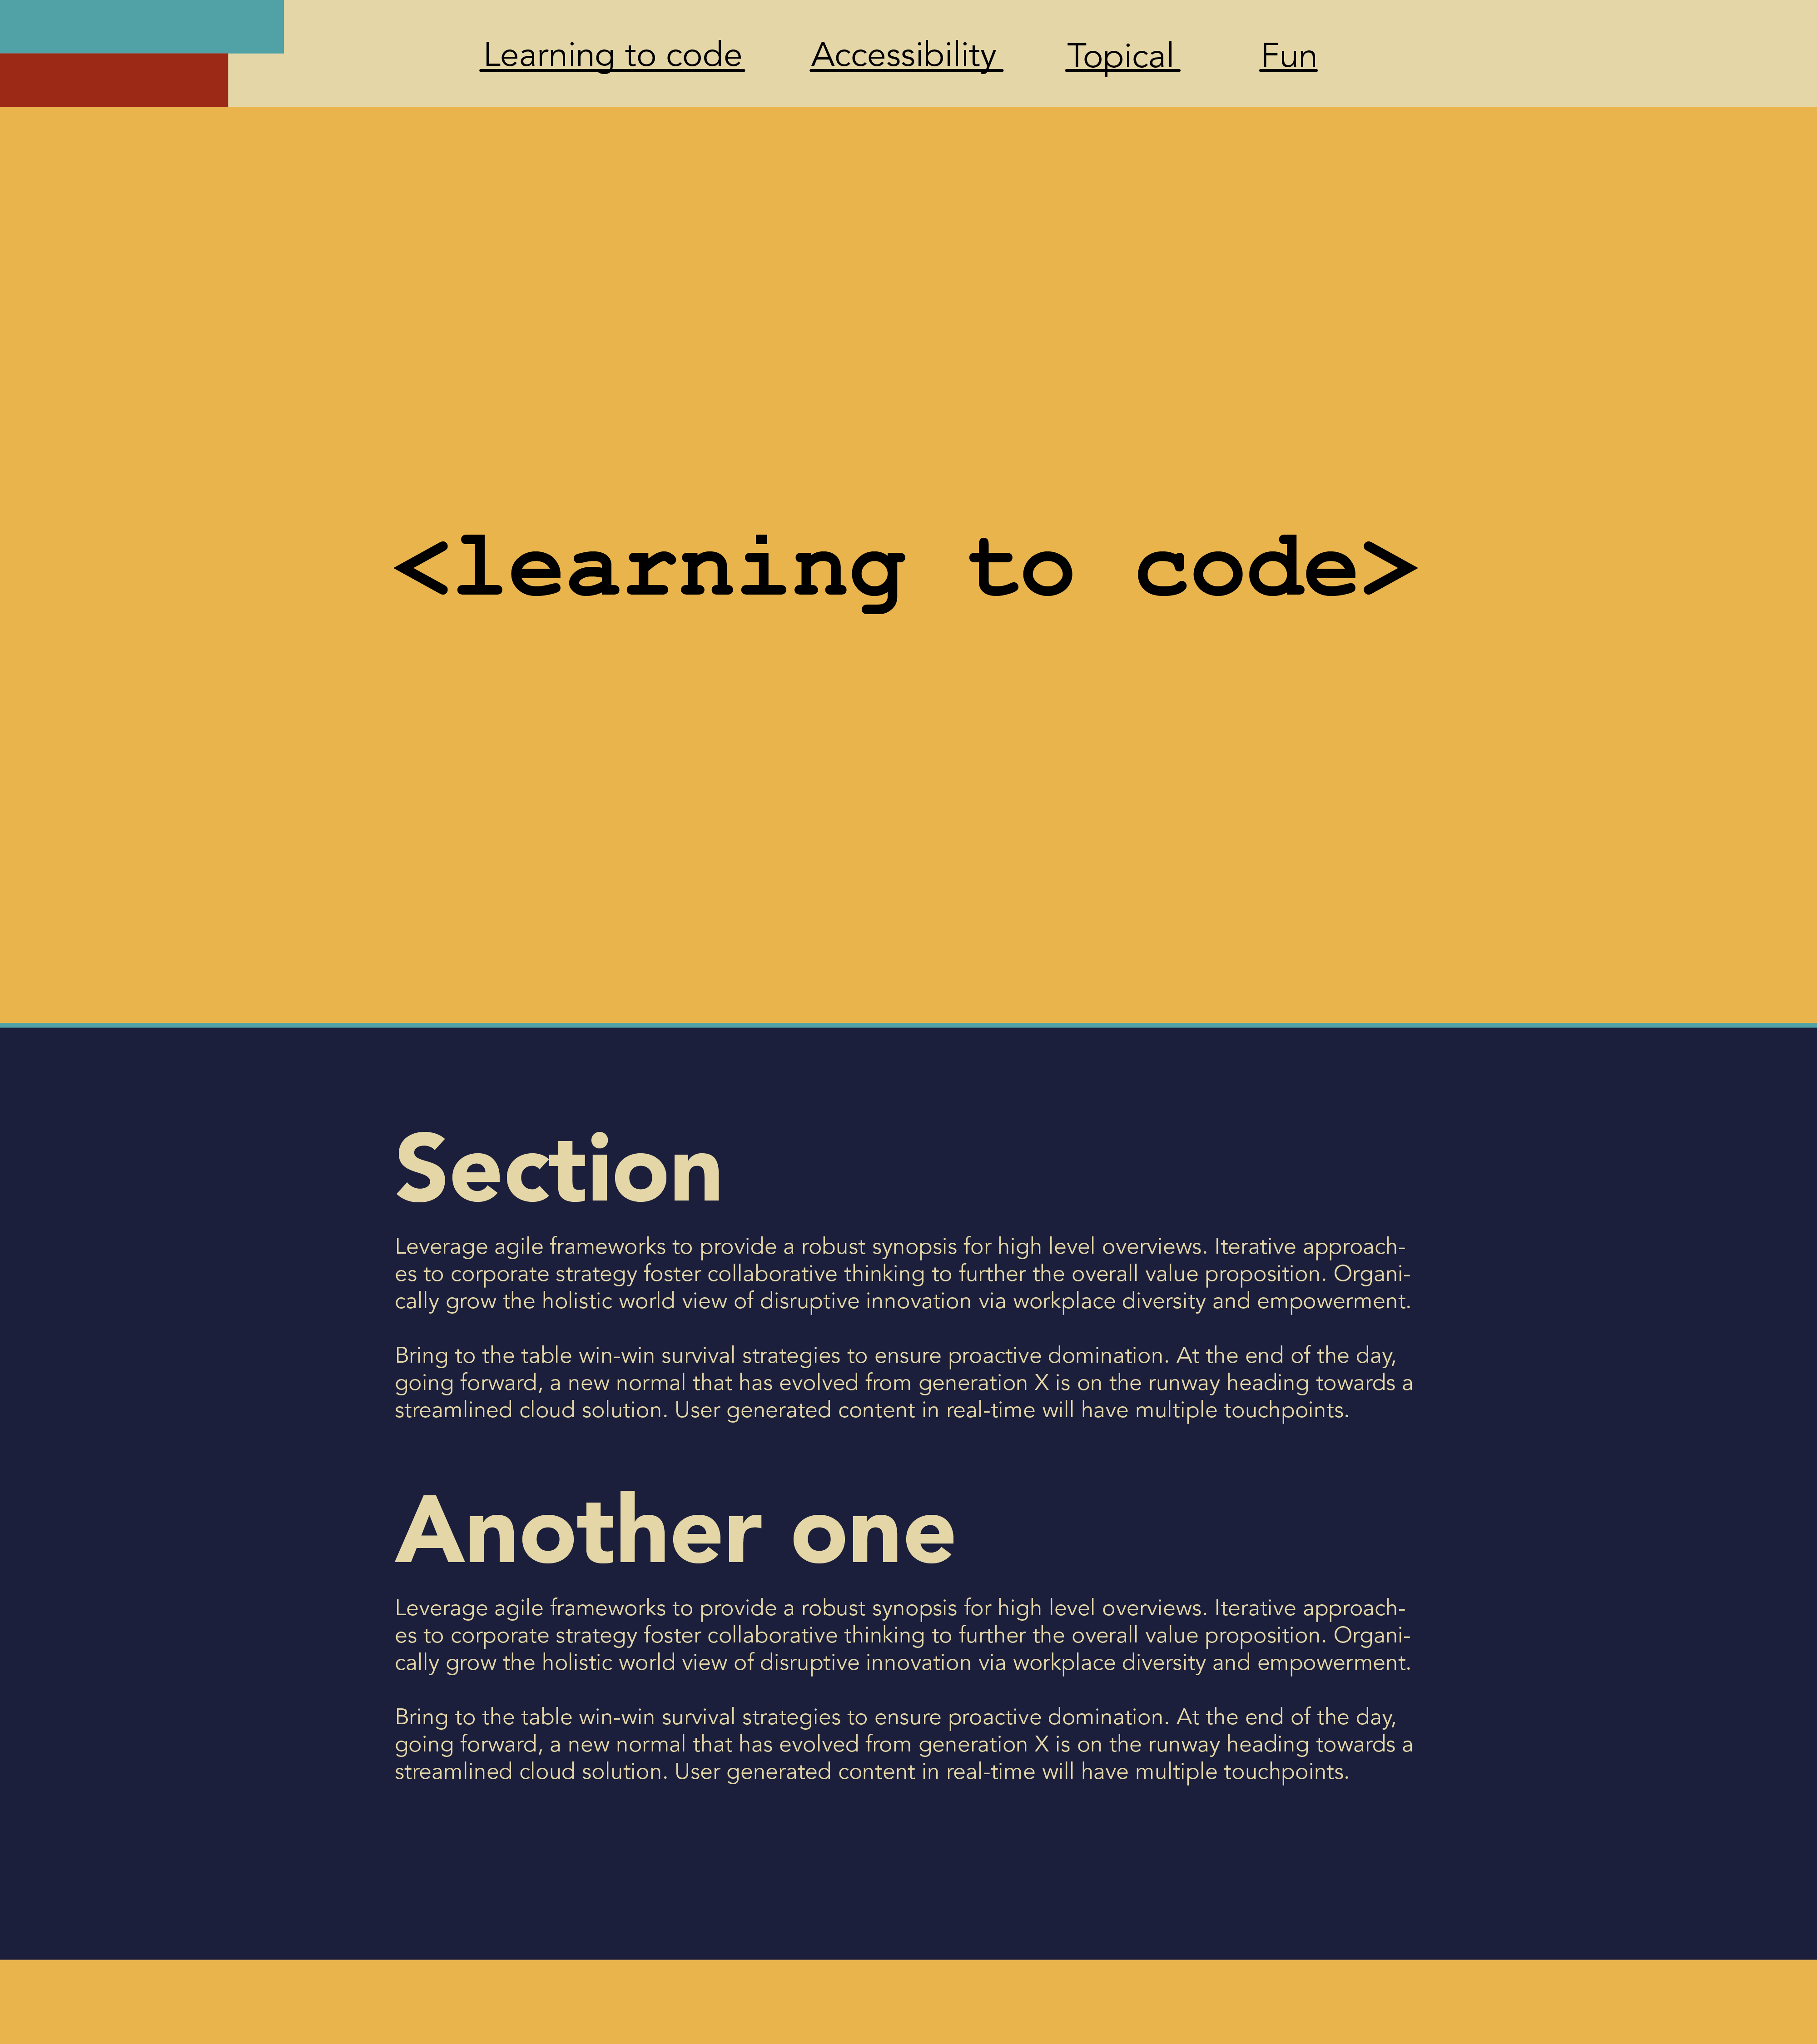 Learning to code Accessibility Topical Fun
<learning to code>
Section
Leverage agile frameworks to provide a robust synopsis for high level overviews. Iterative approach-
es to corporate strategy foster collaborative thinking to further the overall value proposition. Organi-
cally grow the holistic world view of disruptive innovation via workplace diversity and empowerment.
Bring to the table win-win survival strategies to ensure proactive domination. At the end of the day,
going forward, a new normal that has evolved from generation X is on the runway heading towards a
streamlined cloud solution. User generated content in real-time will have multiple touchpoints.
Another one
Leverage agile frameworks to provide a robust synopsis for high level overviews. Iterative approach-
es to corporate strategy foster collaborative thinking to further the overall value proposition. Organi-
cally grow the holistic world view of disruptive innovation via workplace diversity and empowerment.
Bring to the table win-win survival strategies to ensure proactive domination. At the end of the day,
going forward, a new normal that has evolved from generation X is on the runway heading towards a
streamlined cloud solution. User generated content in real-time will have multiple touchpoints.